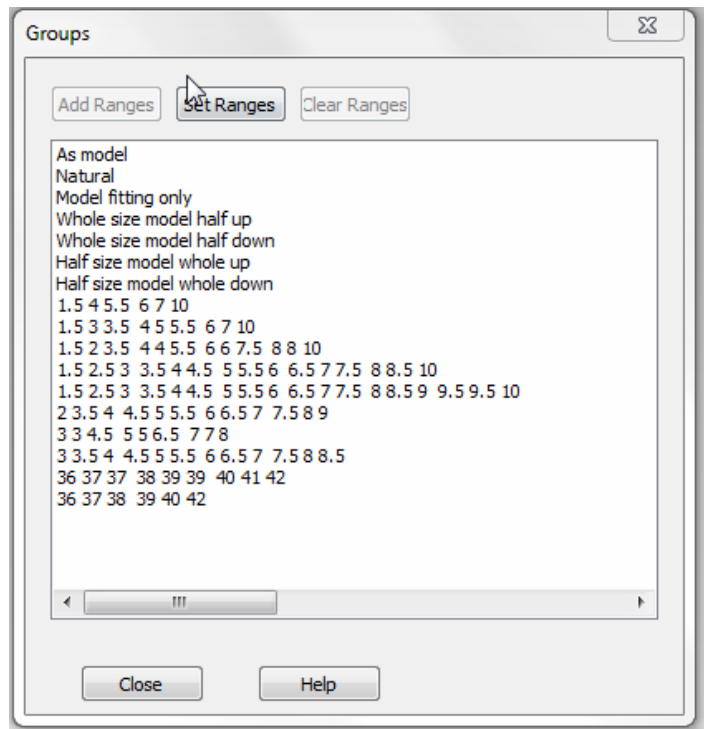 Groups
Add Ranges Set Ranges Clear Ranges
As model
Natural
Model fitting only
Whole size model half up
Whole size model half down
Half size model whole up
Half size model whole down
1.5 4 5.5  6 7 10
1.5 3 3.5  4 5 5.5  6 7 10
1.5 2 3.5  4 4 5.5  6 6 7.5  8 8 10
1.5 2.5 3  3.5 4 4.5  5 5.5 6  6.5 7 7.5  8 8.5 10
1.5 2.5 3  3.5 4 4.5  5 5.5 6  6.5 7 7.5  8 8.5 9  9.5 9.5 10
2 3.5 4  4.5 5 5.5  6 6.5 7  7.5 8 9
3 3 4.5  5 5 6.5  7 7 8
3 3.5 4  4.5 5 5.5  6 6.5 7  7.5 8 8.5
36 37 37  38 39 39  40 41 42
36 37 38  39 40 42
Close Help